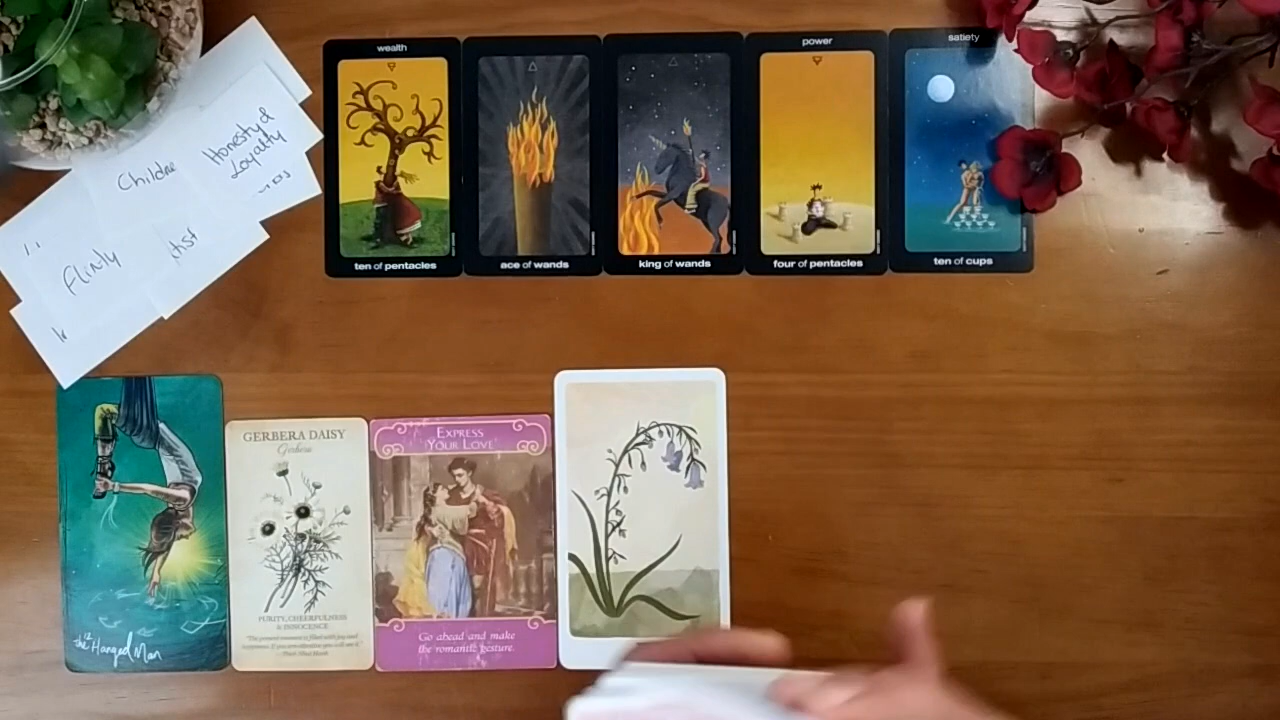 wealth
power
satiety
ten of pentacles
ace of wands
king of wands
four of pentacles
ten of cups
Honesty &
Loyalty
Flirty
the Hanged Man
GERBERA DAISY
Gerbera
PURITY, CHEERFULNESS
& INNOCENCE
EXPRESS
YOUR LOVE
Go ahead and make
the romantic gesture.